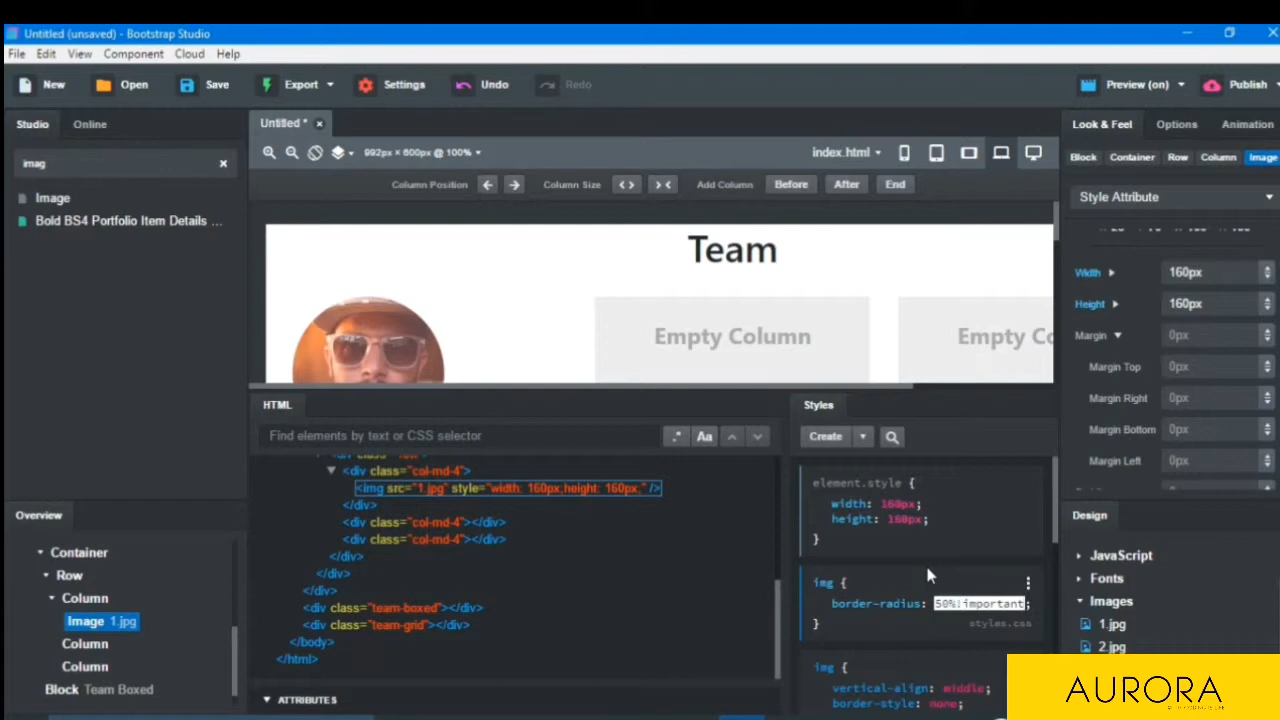 Untitled (unsaved) - Bootstrap Studio
File Edit View Component Cloud Help
New Open Save Export Settings Undo Redo Preview (on) Publish
Studio Online
Untitled *
Look & Feel Options Animation
imag
992px × 600px @ 100%
index.html
Block Container Row Column Image
Column Position Column Size Add Column Before After End
Image
Bold BS4 Portfolio Item Details ...
Style Attribute
Team
Empty Column
Empty Co
Width 160px
Height 160px
Margin 0px
Margin Top 0px
Margin Right 0px
Margin Bottom 0px
Margin Left 0px
HTML
Find elements by text or CSS selector
.* Aa
<div class="col-md-4">
<img src="1.jpg" style="width: 160px;height: 160px;" />
</div>
<div class="col-md-4"></div>
<div class="col-md-4"></div>
</div>
</div>
</div>
<div class="team-boxed"></div>
<div class="team-grid"></div>
</body>
</html>
ATTRIBUTES
Styles
Create
element.style {
width: 160px;
height: 160px;
}
img {
border-radius: 50%!important;
}
styles.css
img {
vertical-align: middle;
border-style: none;
Overview
Container
Row
Column
Image 1.jpg
Column
Column
Block Team Boxed
Design
JavaScript
Fonts
Images
1.jpg
2.jpg
AURORA